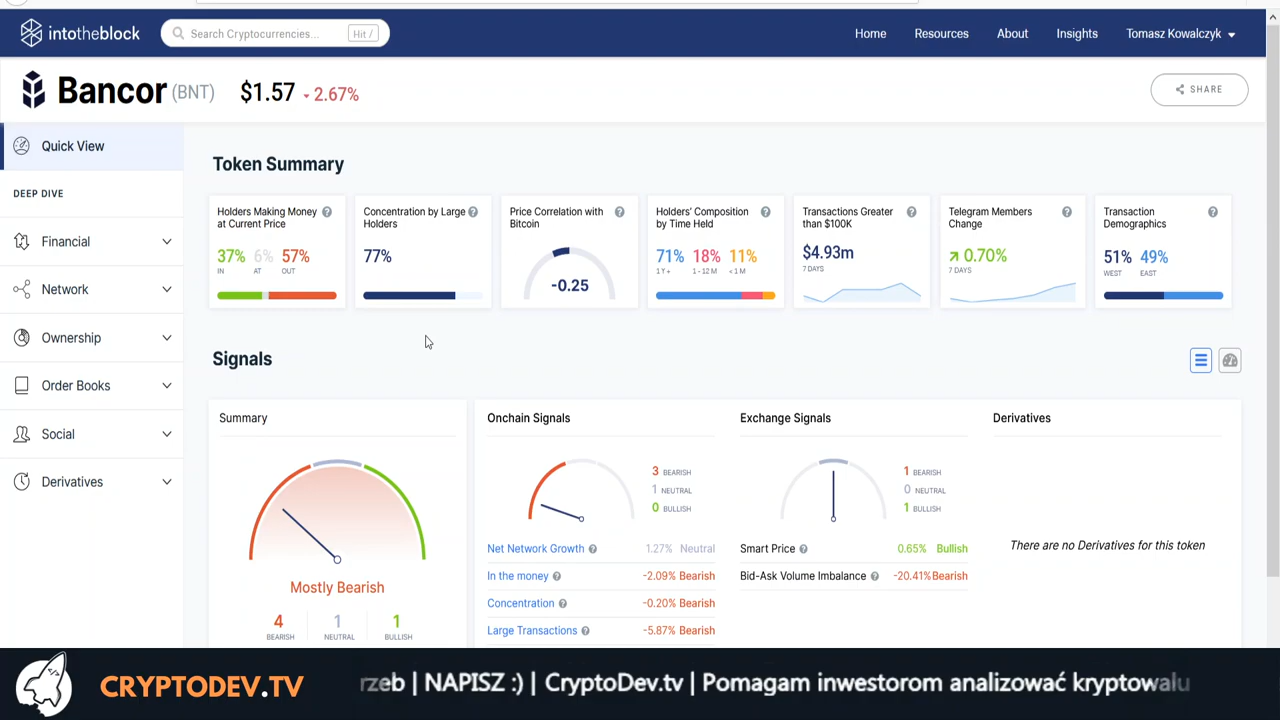 intotheblock
Search Cryptocurrencies...
Hit /
Home
Resources
About
Insights
Tomasz Kowalczyk
Bancor (BNT) $1.57 2.67%
SHARE
Quick View
DEEP DIVE
Financial
Network
Ownership
Order Books
Social
Derivatives
Token Summary
Holders Making Money
at Current Price
37% 6% 57%
IN AT OUT
Concentration by Large
Holders
77%
Price Correlation with
Bitcoin
-0.25
Holders' Composition
by Time Held
71% 18% 11%
1 Y + 1 - 12 M < 1 M
Transactions Greater
than $100K
$4.93m
7 DAYS
Telegram Members
Change
0.70%
7 DAYS
Transaction
Demographics
51% 49%
WEST EAST
Signals
Summary
Mostly Bearish
4 1 1
BEARISH NEUTRAL BULLISH
Onchain Signals
3 BEARISH
1 NEUTRAL
0 BULLISH
Net Network Growth 1.27% Neutral
In the money -2.09% Bearish
Concentration -0.20% Bearish
Large Transactions -5.87% Bearish
Exchange Signals
1 BEARISH
0 NEUTRAL
1 BULLISH
Smart Price 0.65% Bullish
Bid-Ask Volume Imbalance -20.41% Bearish
Derivatives
There are no Derivatives for this token
CRYPTODEV.TV
rzeb | NAPISZ :) | CryptoDev.tv | Pomagam inwestorom analizować kryptowalu